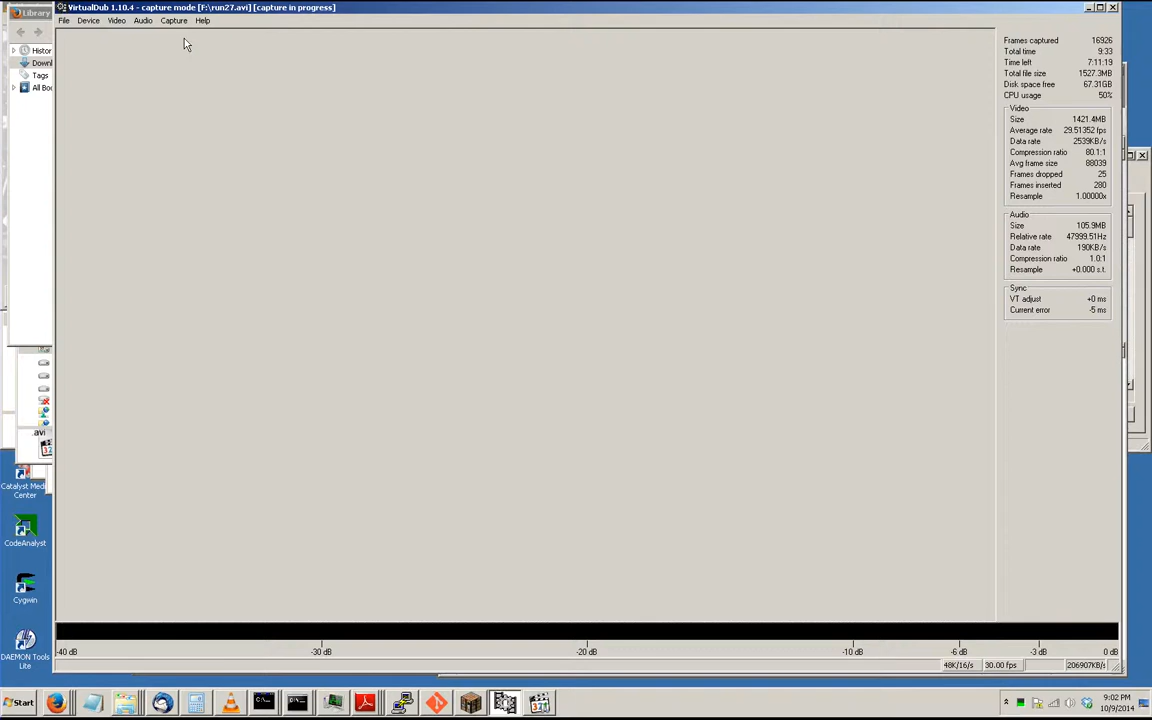 VirtualDub 1.10.4 - capture mode [F:\run27.avi] [capture in progress]
Library
File Device Video Audio Capture Help
Histor
Downl
Tags
All Boo
Frames captured 16926
Total time 9:33
Time left 7:11:19
Total file size 1527.3MB
Disk space free 67.31GB
CPU usage 50%
Video
Size 1421.4MB
Average rate 29.51352 fps
Data rate 2539KB/s
Compression ratio 80.1:1
Avg frame size 88039
Frames dropped 25
Frames inserted 280
Resample 1.00000x
Audio
Size 105.9MB
Relative rate 47999.51Hz
Data rate 190KB/s
Compression ratio 1.0:1
Resample +0.000 s.t.
Sync
VT adjust +0 ms
Current error -5 ms
.avi
Catalyst Med
Center
CodeAnalyst
Cygwin
DAEMON Tools
Lite
-40 dB -30 dB -20 dB -10 dB -6 dB -3 dB 0 dB
48K/16/s 30.00 fps 206907KB/s
Start
9:02 PM
10/9/2014